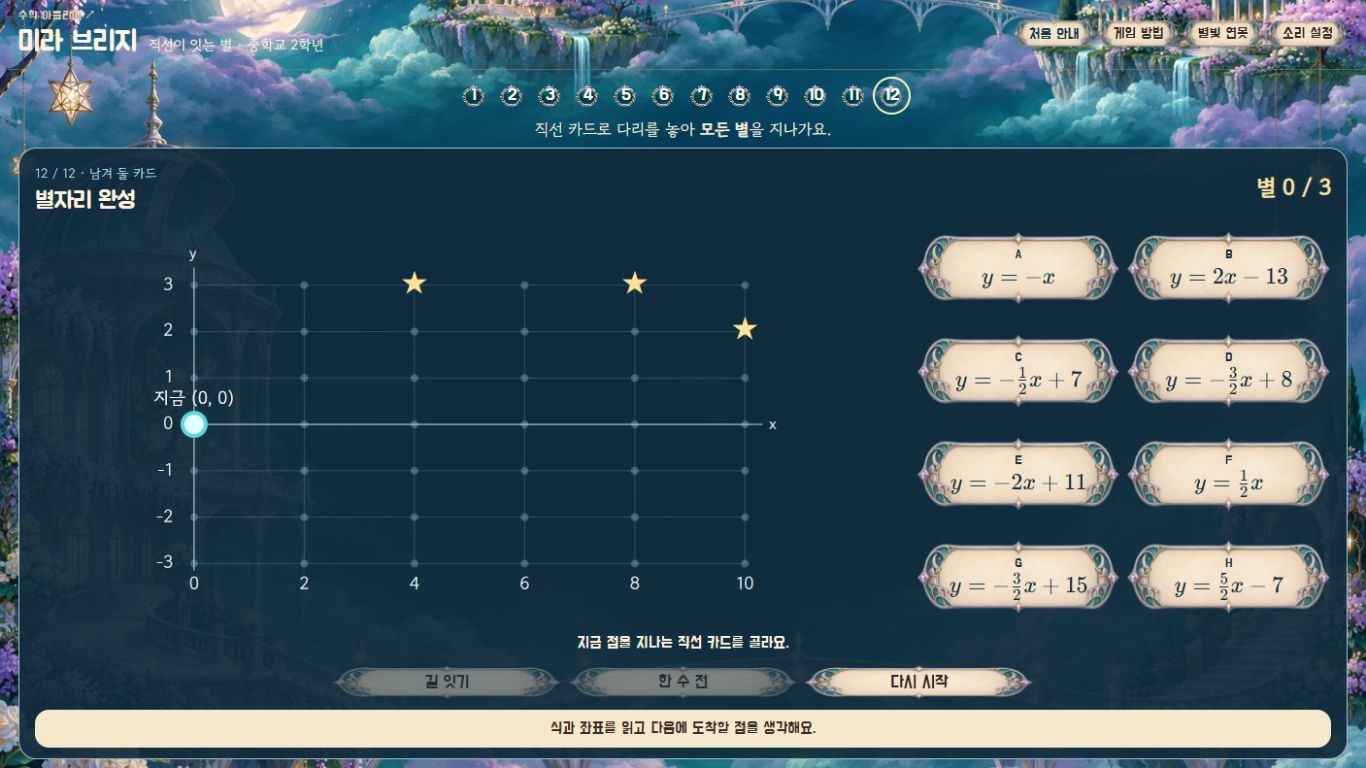 미라 브리지
직선이 잇는 별 · 중학교 2학년
처음 안내
게임 방법
별빛 연못
소리 설정
1 2 3 4 5 6 7 8 9 10 11 12
직선 카드로 다리를 놓아 모든 별을 지나가요.
12 / 12 · 남겨 둘 카드
별자리 완성
별 0 / 3
y
3
2
1
지금 (0, 0)
0
x
-1
-2
-3
0 2 4 6 8 10
A
y = −x
B
y = 2x − 13
C
y = −1/2x + 7
D
y = −3/2x + 8
E
y = −2x + 11
F
y = 1/2x
G
y = −3/2x + 15
H
y = 5/2x − 7
지금 점을 지나는 직선 카드를 골라요.
길 잇기
한 수 전
다시 시작
식과 좌표를 읽고 다음에 도착할 점을 생각해요.